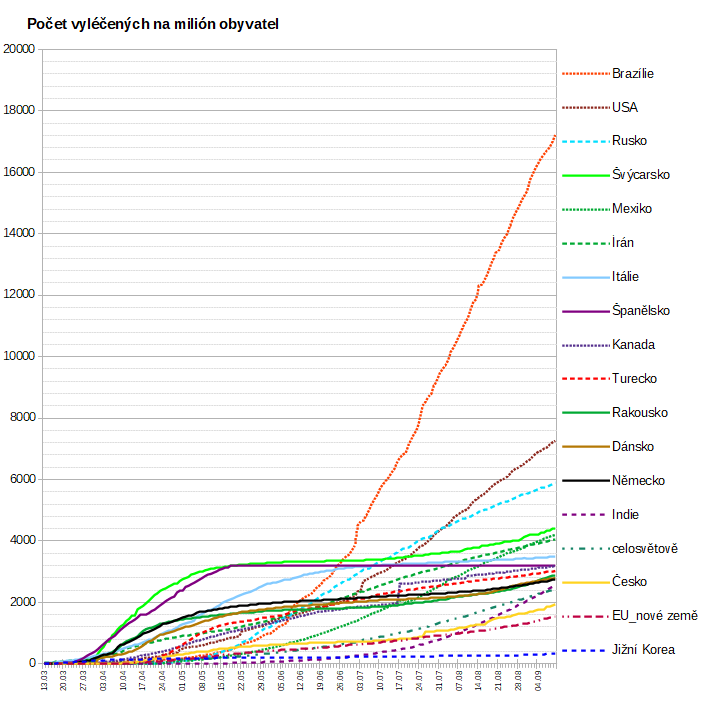 Počet vyléčených na milión obyvatel
20000
18000
16000
14000
12000
10000
8000
6000
4000
2000
0
13.03
20.03
27.03
03.04
10.04
17.04
24.04
01.05
08.05
15.05
22.05
29.05
05.06
12.06
19.06
26.06
03.07
10.07
17.07
24.07
31.07
07.08
14.08
21.08
28.08
04.09
Brazílie
USA
Rusko
Švýcarsko
Mexiko
Írán
Itálie
Španělsko
Kanada
Turecko
Rakousko
Dánsko
Německo
Indie
celosvětově
Česko
EU_nové země
Jižní Korea